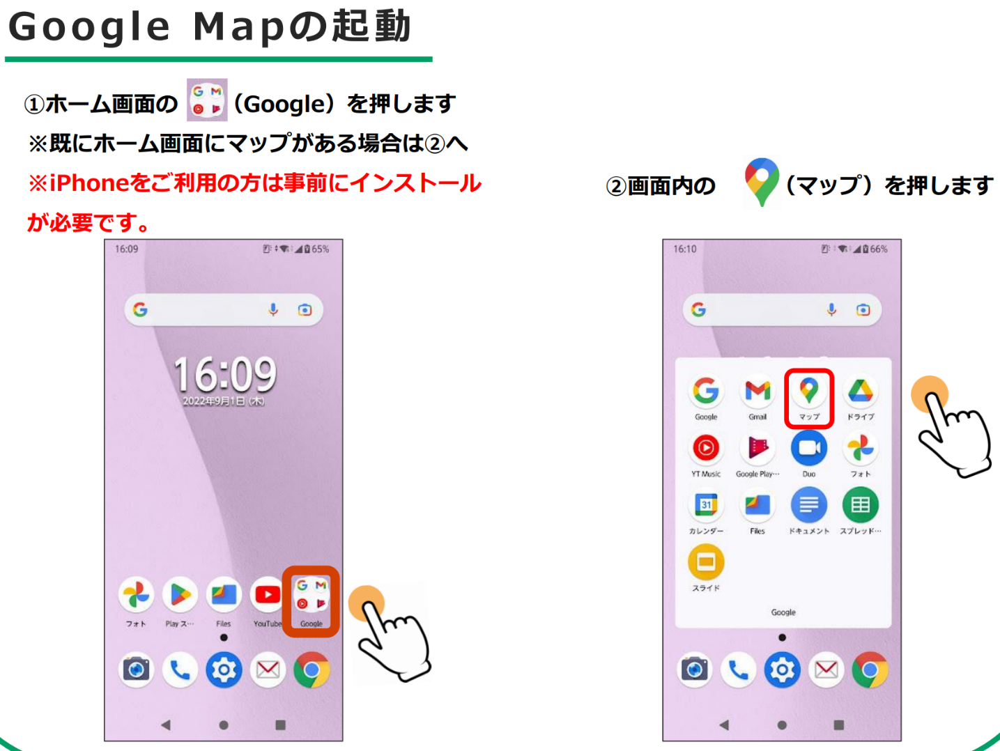 Google Mapの起動
①ホーム画面の（Google）を押します
※既にホーム画面にマップがある場合は②へ
※iPhoneをご利用の方は事前にインストール
が必要です。
16:09
65%
16:09
2022年9月1日 (木)
フォト Play ス… Files YouTube Google
②画面内の（マップ）を押します
16:10
66%
Google Gmail マップ ドライブ
YT Music Google Play… Duo フォト
31
カレンダー Files ドキュメント スプレッド…
スライド
Google